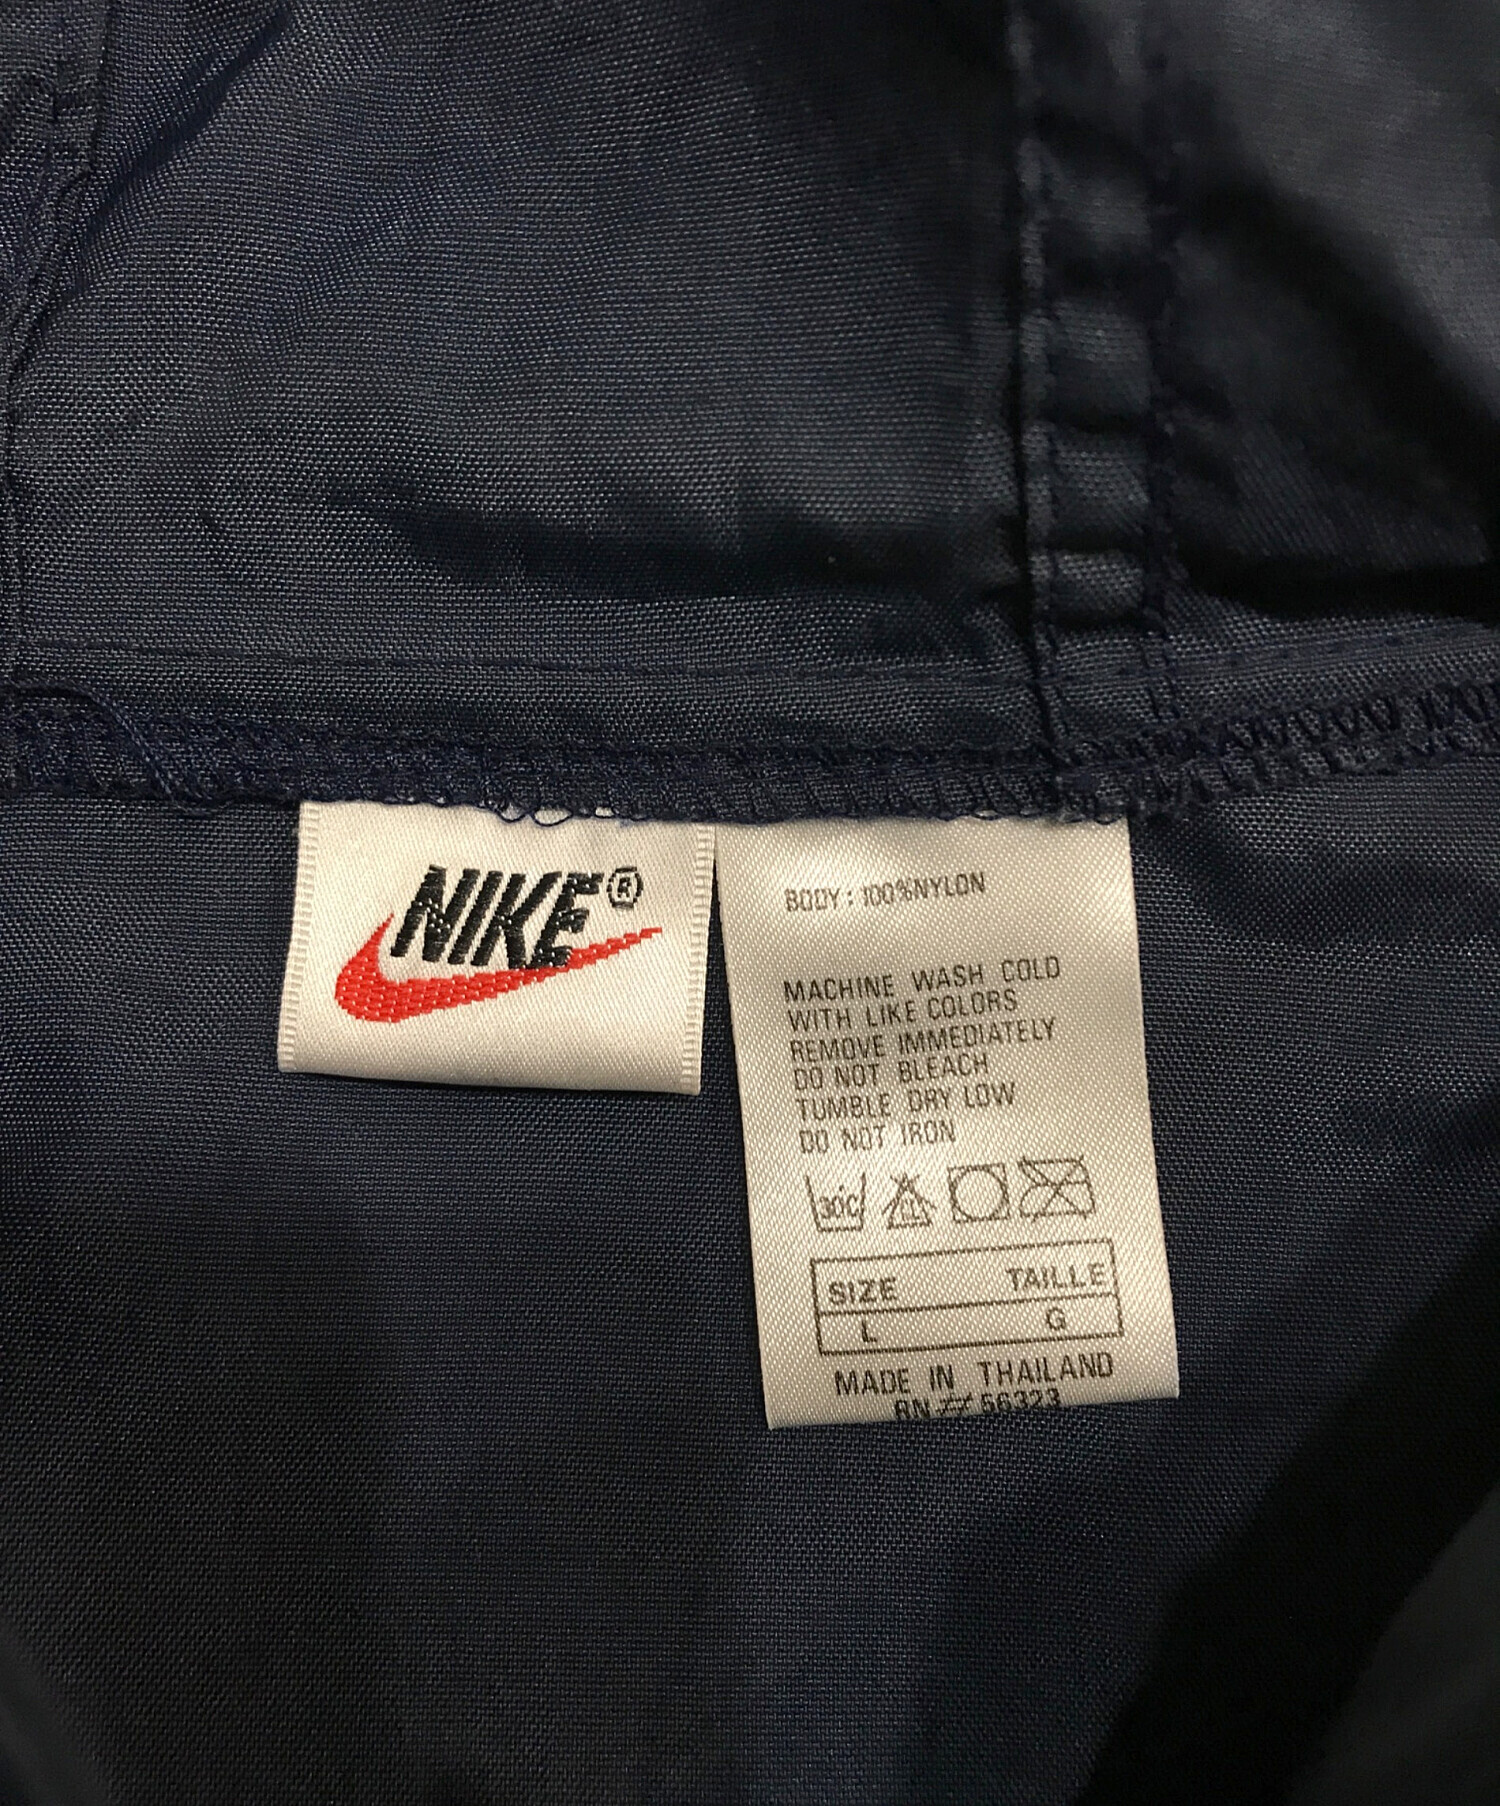 NIKE®
BODY : 100%NYLON
MACHINE WASH COLD
WITH LIKE COLORS
REMOVE IMMEDIATELY
DO NOT BLEACH
TUMBLE DRY LOW
DO NOT IRON
30°C
SIZE TAILLE
L G
MADE IN THAILAND
RN # 56323